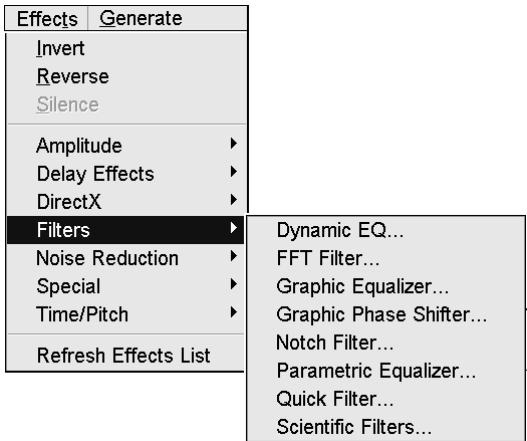 Effects Generate
Invert
Reverse
Silence
Amplitude
Delay Effects
DirectX
Filters
Noise Reduction
Special
Time/Pitch
Refresh Effects List
Dynamic EQ...
FFT Filter...
Graphic Equalizer...
Graphic Phase Shifter...
Notch Filter...
Parametric Equalizer...
Quick Filter...
Scientific Filters...